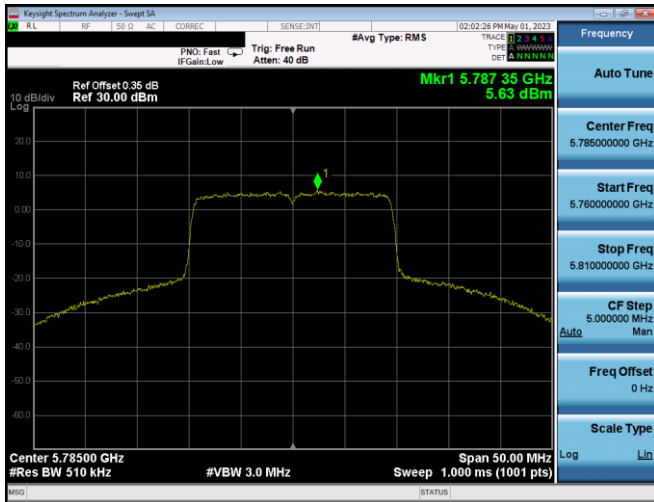 Keysight Spectrum Analyzer - Swept SA
RL RF 50 Ω AC CORREC SENSE:INT 02:02:26 PM May 01, 2023
#Avg Type: RMS
TRACE 1 2 3 4 5 6
PNO: Fast Trig: Free Run TYPE A WWWWW
IFGain:Low Atten: 40 dB DET A N N N N N
Mkr1 5.787 35 GHz
Ref Offset 0.35 dB
10 dB/div Ref 30.00 dBm 5.63 dBm
Log
20.0
10.0
1
0.00
-10.0
-20.0
-30.0
-40.0
-50.0
-60.0
Center 5.78500 GHz Span 50.00 MHz
#Res BW 510 kHz #VBW 3.0 MHz Sweep 1.000 ms (1001 pts)
MSG STATUS
Frequency
Auto Tune
Center Freq
5.785000000 GHz
Start Freq
5.760000000 GHz
Stop Freq
5.810000000 GHz
CF Step
5.000000 MHz
Auto Man
Freq Offset
0 Hz
Scale Type
Log Lin